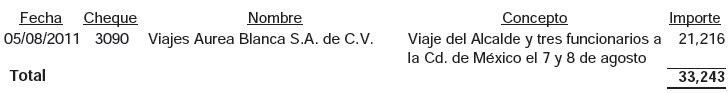 Fecha Cheque Nombre Concepto Importe
05/08/2011 3090 Viajes Aurea Blanca S.A. de C.V. Viaje del Alcalde y tres funcionarios a 21,216
la Cd. de México el 7 y 8 de agosto
Total 33,243